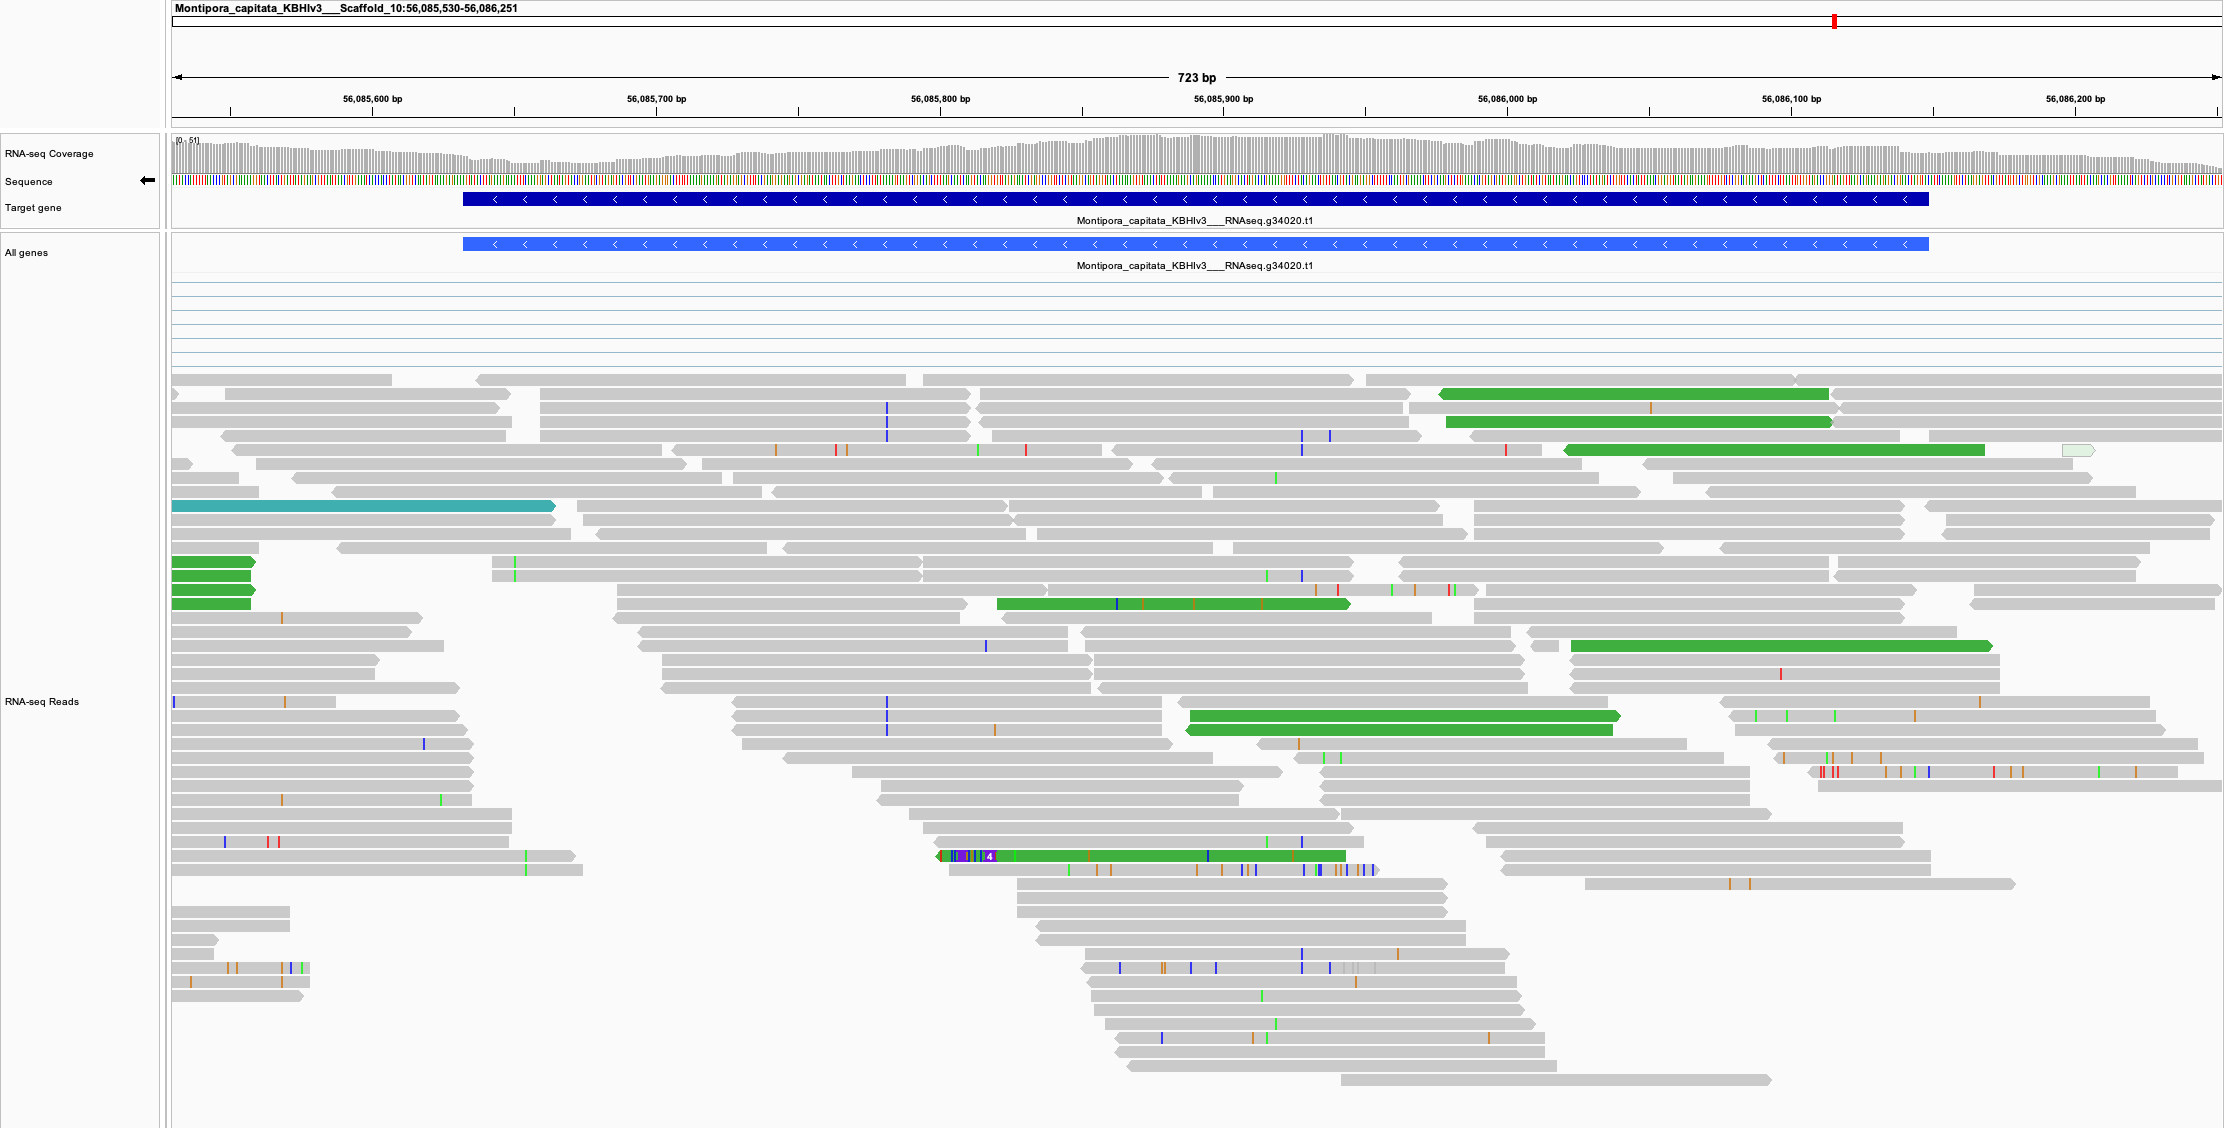 Montipora_capitata_KBHIv3___Scaffold_10:56,085,530-56,086,251
723 bp
56,085,600 bp 56,085,700 bp 56,085,800 bp 56,085,900 bp 56,086,000 bp 56,086,100 bp 56,086,200 bp
[0 - 51]
RNA-seq Coverage
Sequence
Target gene
Montipora_capitata_KBHIv3___RNAseq.g34020.t1
All genes
Montipora_capitata_KBHIv3___RNAseq.g34020.t1
RNA-seq Reads
4